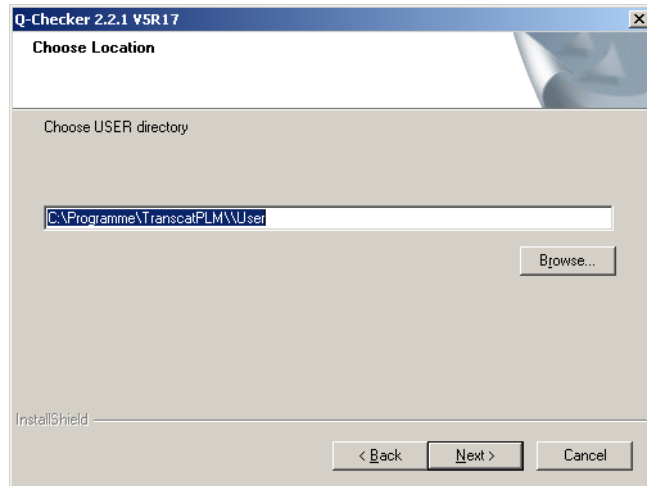 Q-Checker 2.2.1 V5R17
Choose Location
Choose USER directory
C:\Programme\TranscatPLM\\User
Browse...
InstallShield
< Back
Next >
Cancel